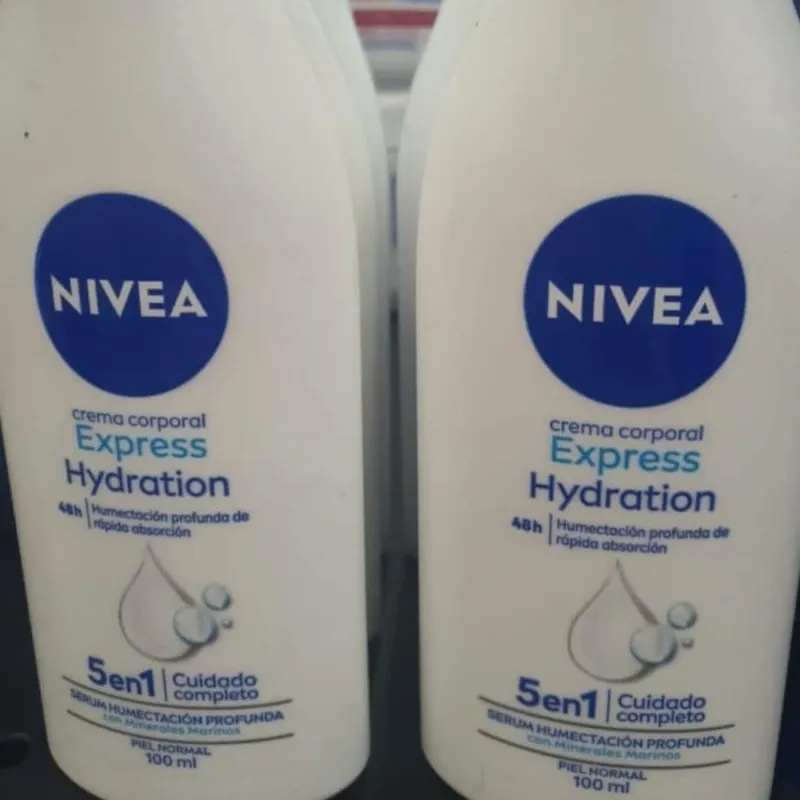 NIVEA
crema corporal
Express
Hydration
48h
Humectación profunda de
rápida absorción
5en1
Cuidado
completo
SERUM HUMECTACIÓN PROFUNDA
con Minerales Marinos
PIEL NORMAL
100 ml
NIVEA
crema corporal
Express
Hydration
48h
Humectación profunda de
rápida absorción
5en1
Cuidado
completo
SERUM HUMECTACIÓN PROFUNDA
con Minerales Marinos
PIEL NORMAL
100 ml